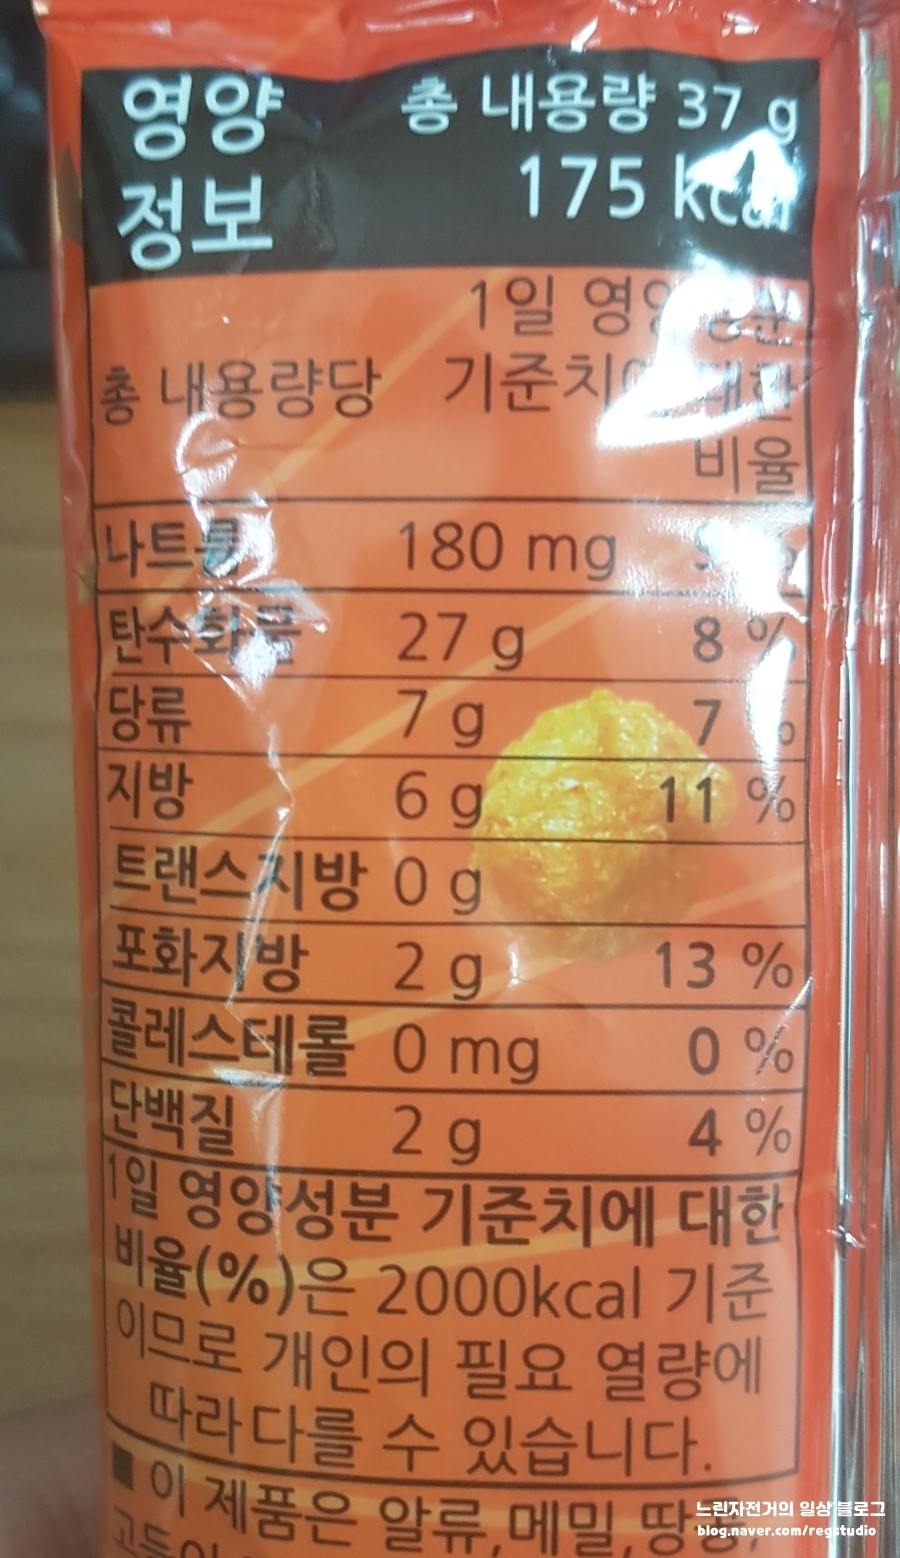 영양 총 내용량 37 g
정보 175 kcal
1일 영양성분
총 내용량당 기준치에 대한
비율
나트륨 180 mg
탄수화물 27 g 8 %
당류 7 g 7 %
지방 6 g 11 %
트랜스지방 0 g
포화지방 2 g 13 %
콜레스테롤 0 mg 0 %
단백질 2 g 4 %
1일 영양성분 기준치에 대한
비율(%)은 2000kcal 기준
이므로 개인의 필요 열량에
따라 다를 수 있습니다.
■ 이 제품은 알류, 메밀, 땅콩,
느린자전거의 일상 블로그
blog.naver.com/regstudio